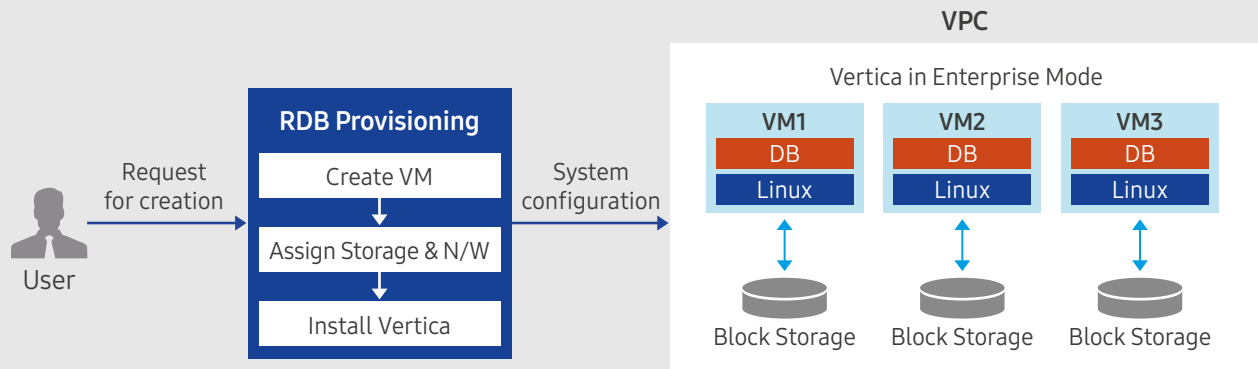 User
Request
for creation
RDB Provisioning
Create VM
Assign Storage & N/W
Install Vertica
System
configuration
VPC
Vertica in Enterprise Mode
VM1
DB
Linux
Block Storage
VM2
DB
Linux
Block Storage
VM3
DB
Linux
Block Storage